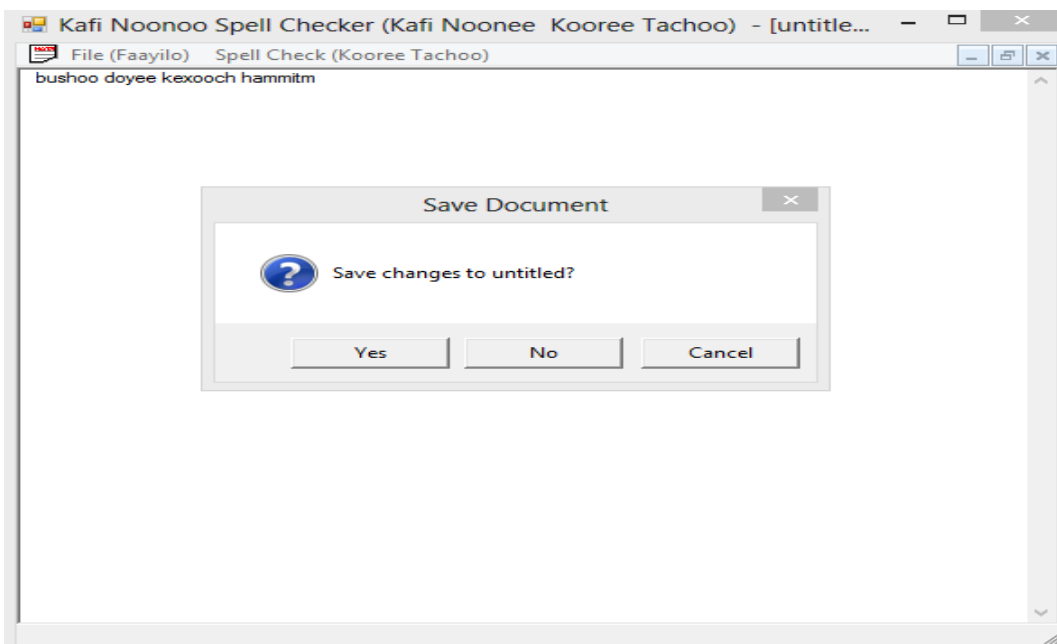 Kafi Noonoo Spell Checker (Kafi Noonee Kooree Tachoo) - [untitle...
File (Faayilo) Spell Check (Kooree Tachoo)
bushoo doyee kexooch hammitm
Save Document
Save changes to untitled?
Yes No Cancel